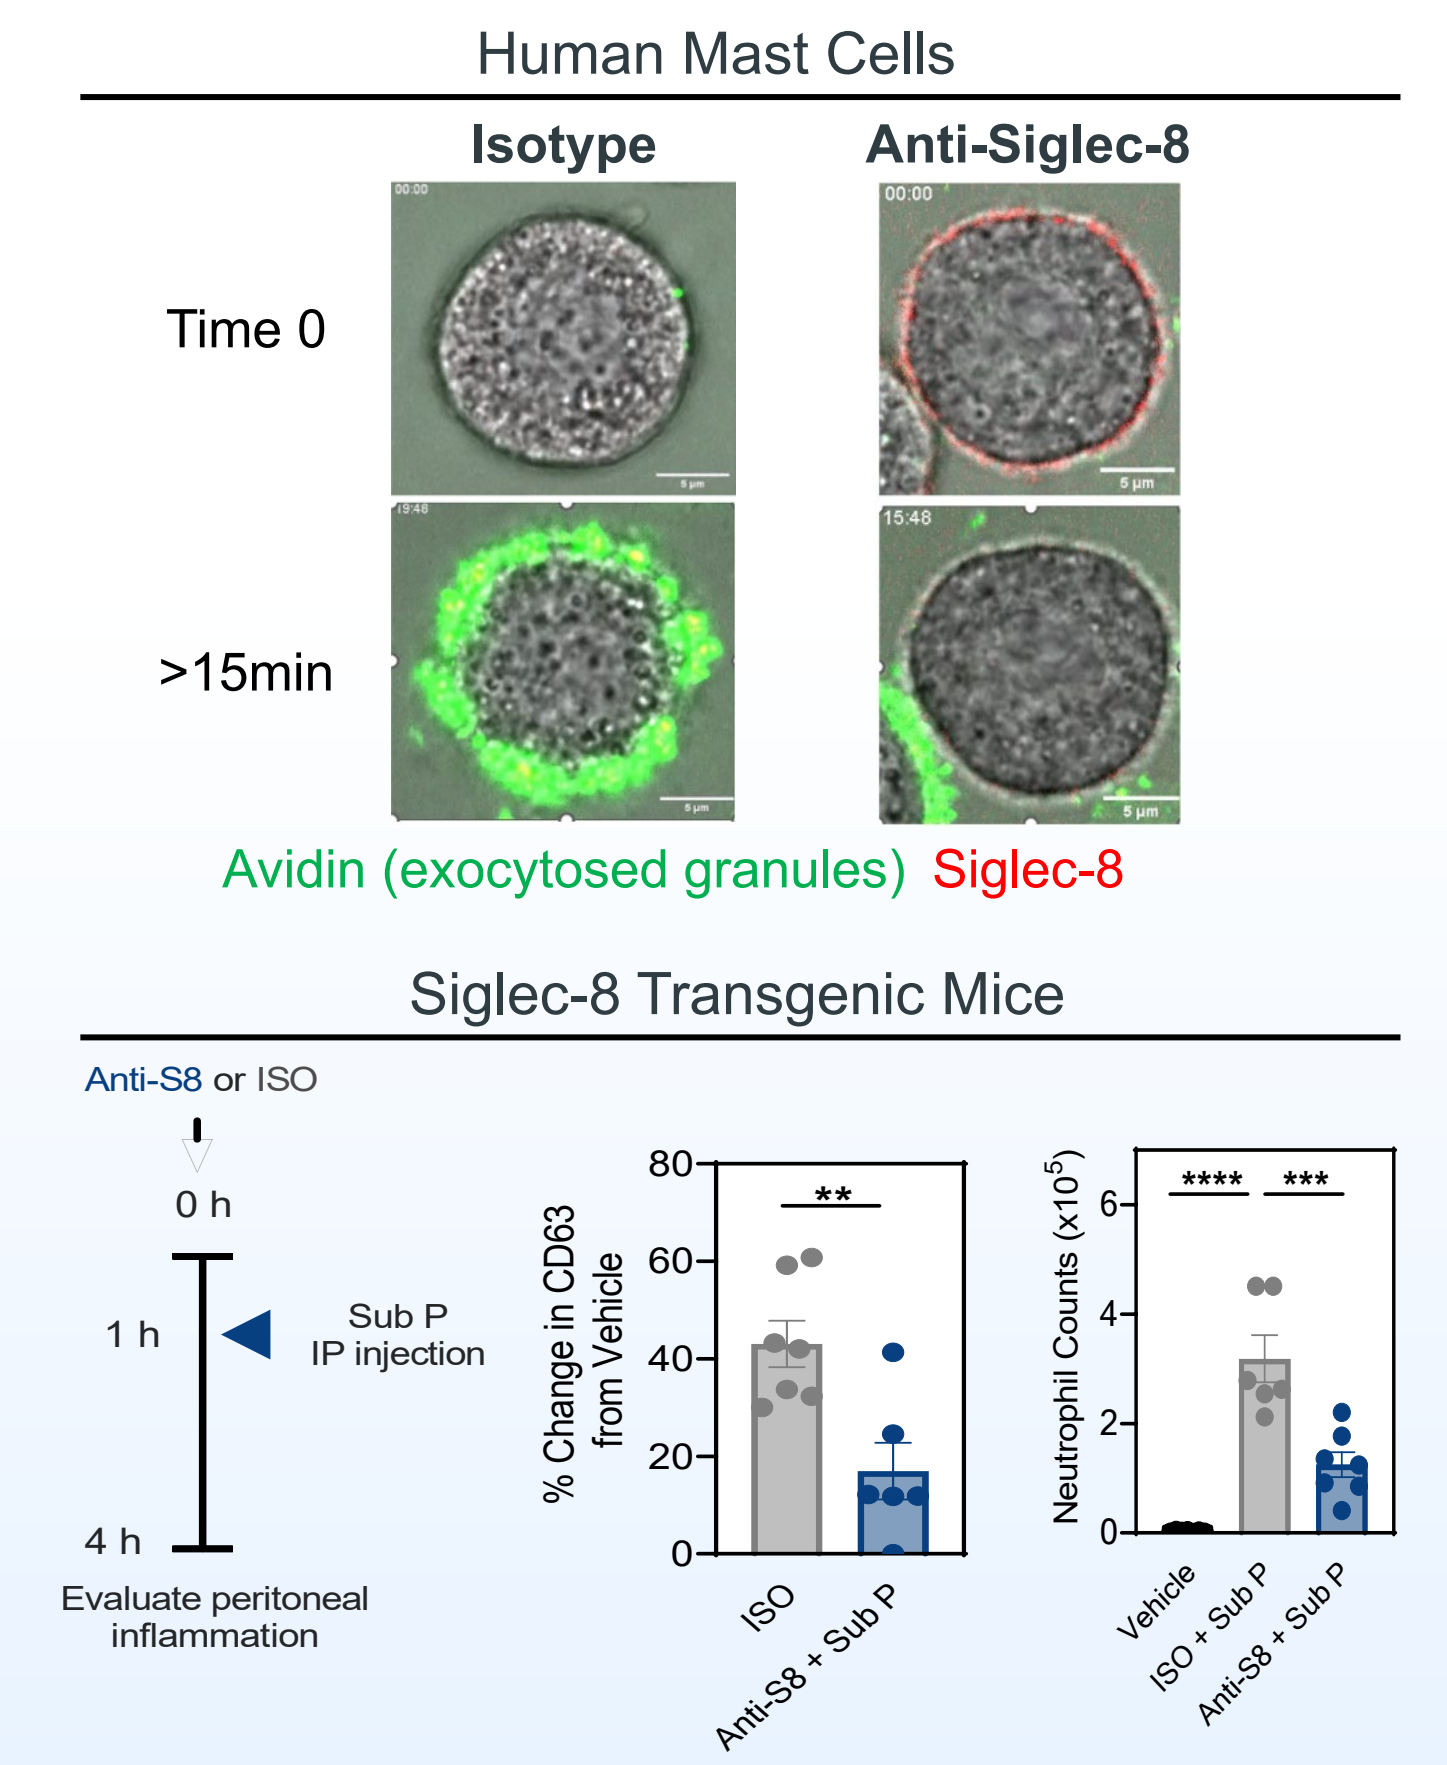 Human Mast Cells
Isotype
Anti-Siglec-8
Time 0
00:00
5 µm
00:00
5 µm
>15min
19:48
5 µm
15:48
5 µm
Avidin (exocytosed granules) Siglec-8
Siglec-8 Transgenic Mice
Anti-S8 or ISO
0 h
1 h
Sub P
IP injection
4 h
Evaluate peritoneal
inflammation
% Change in CD63
from Vehicle
80
60
40
20
0
**
ISO
Anti-S8 + Sub P
Neutrophil Counts (x10⁵)
6
4
2
0
****
***
Vehicle
ISO + Sub P
Anti-S8 + Sub P